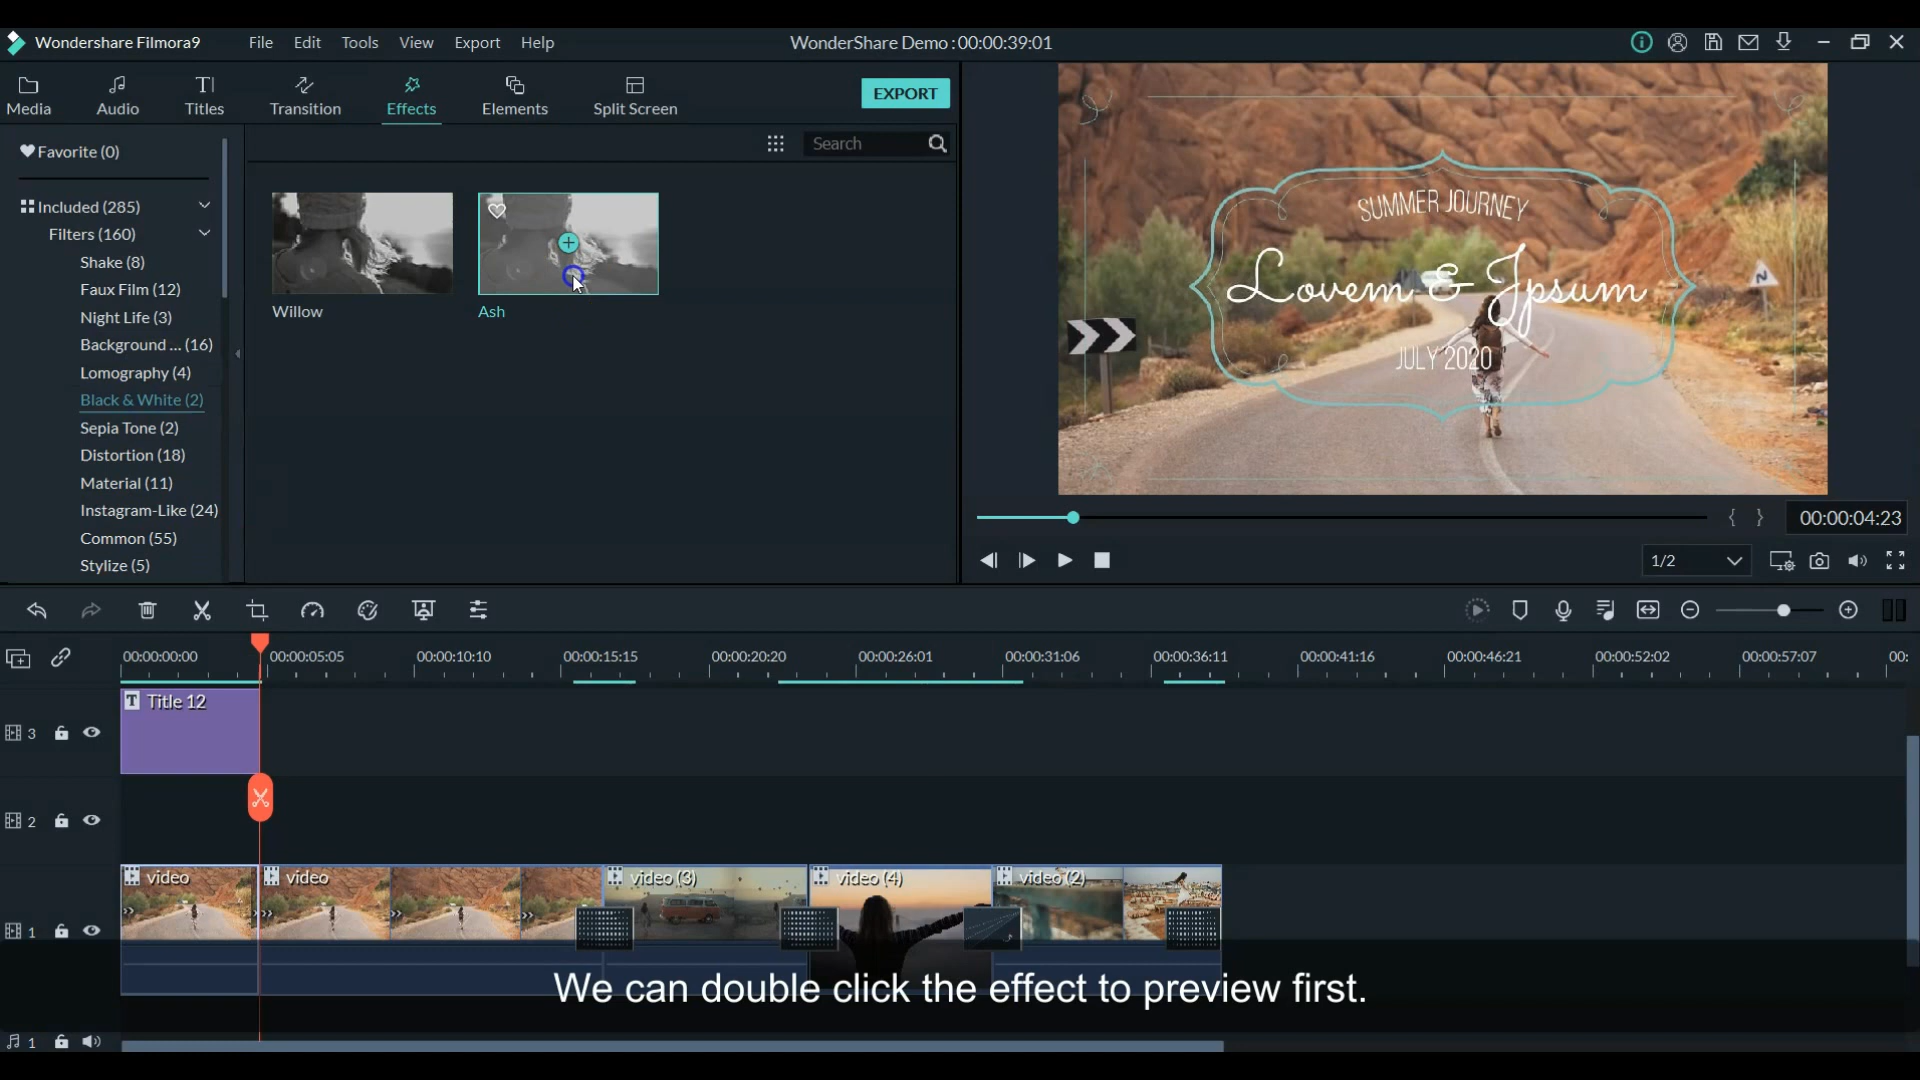 Wondershare Filmora9
File
Edit
Tools
View
Export
Help
WonderShare Demo : 00:00:39:01
Media
Audio
Titles
Transition
Effects
Elements
Split Screen
EXPORT
Favorite (0)
Search
Included (285)
Filters (160)
Shake (8)
Faux Film (12)
Night Life (3)
Background ... (16)
Lomography (4)
Black & White (2)
Sepia Tone (2)
Distortion (18)
Material (11)
Instagram-Like (24)
Common (55)
Stylize (5)
Willow
Ash
SUMMER JOURNEY
Lovem & Ipsum
JULY 2020
00:00:04:23
1/2
00:00:00:00
00:00:05:05
00:00:10:10
00:00:15:15
00:00:20:20
00:00:26:01
00:00:31:06
00:00:36:11
00:00:41:16
00:00:46:21
00:00:52:02
00:00:57:07
00:
T Title 12
3
2
video
video
video (3)
video (4)
video (2)
1
We can double click the effect to preview first.
1